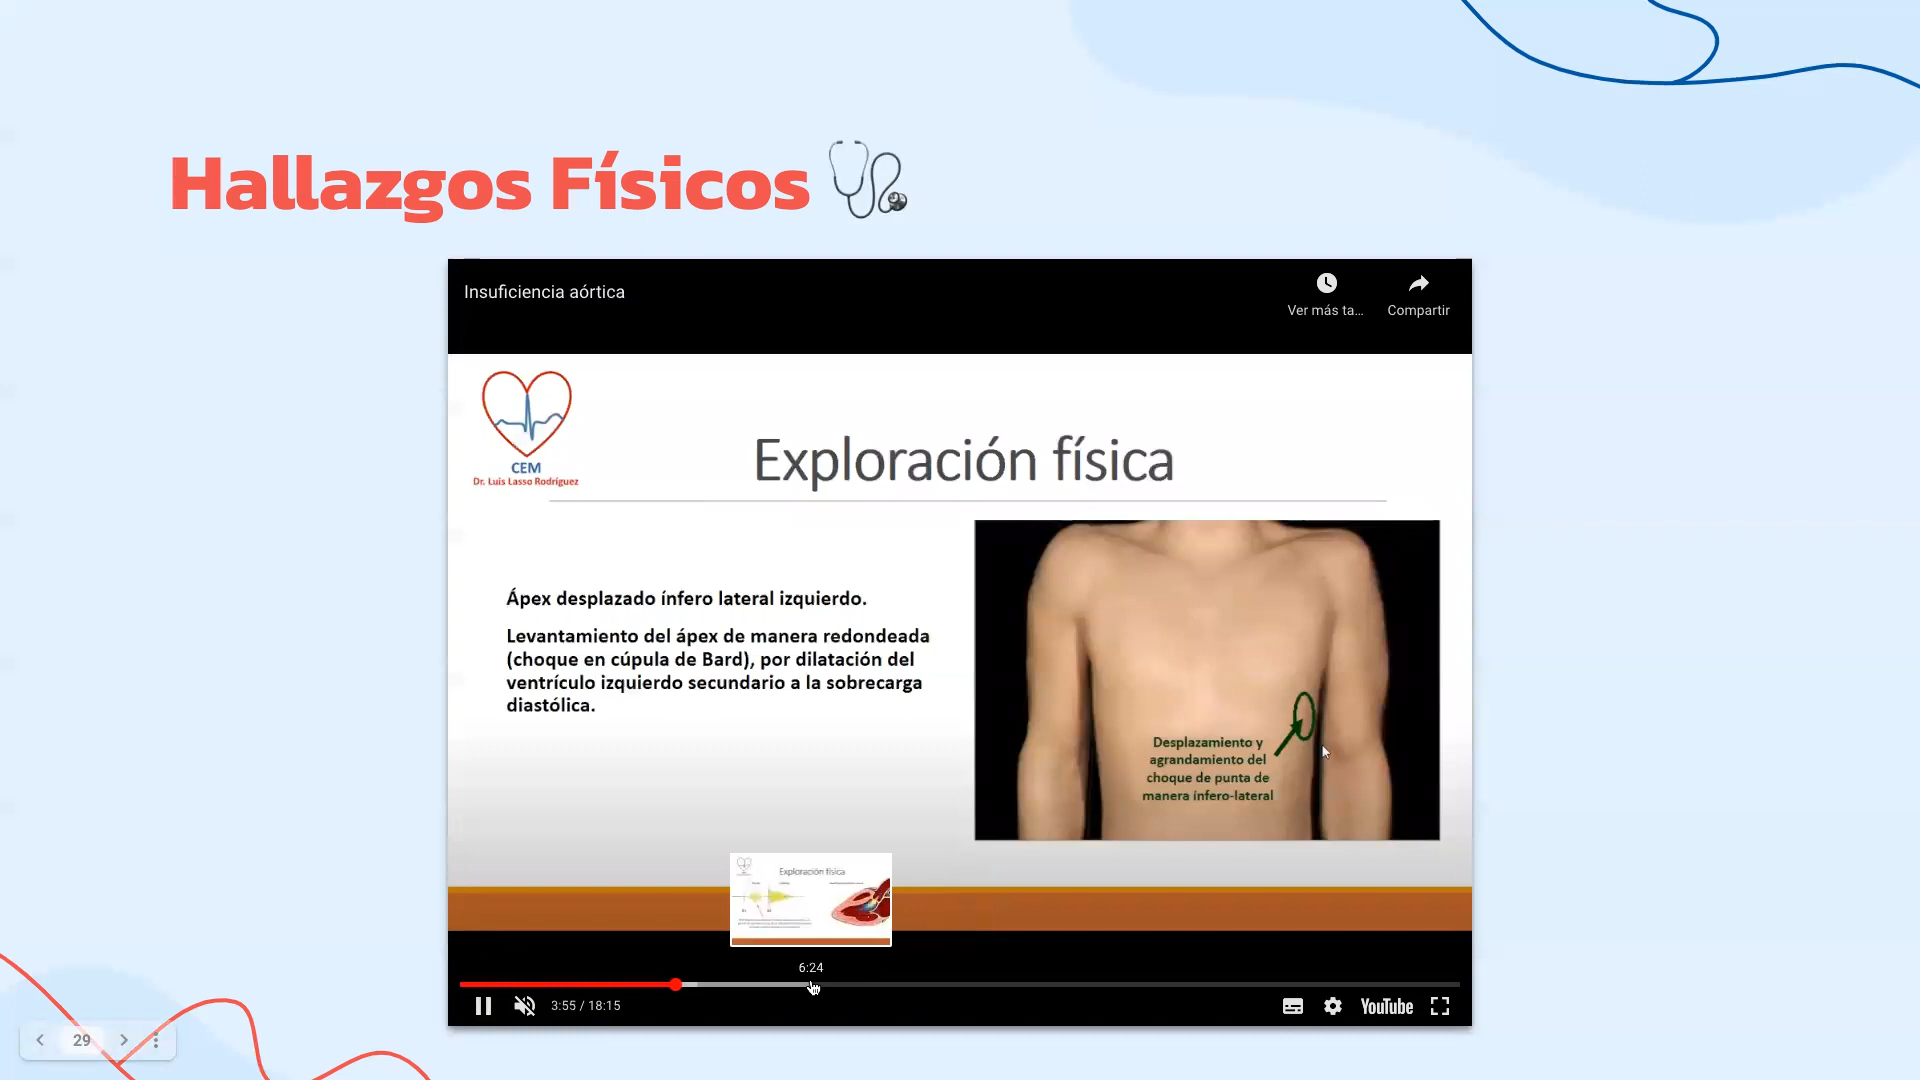 Hallazgos Físicos
Insuficiencia aórtica
Ver más ta...
Compartir
CEM
Dr. Luis Lasso Rodríguez
Exploración física
Ápex desplazado ínfero lateral izquierdo.
Levantamiento del ápex de manera redondeada
(choque en cúpula de Bard), por dilatación del
ventrículo izquierdo secundario a la sobrecarga
diastólica.
Desplazamiento y
agrandamiento del
choque de punta de
manera ínfero-lateral
Exploración física
6:24
3:55 / 18:15
YouTube
29